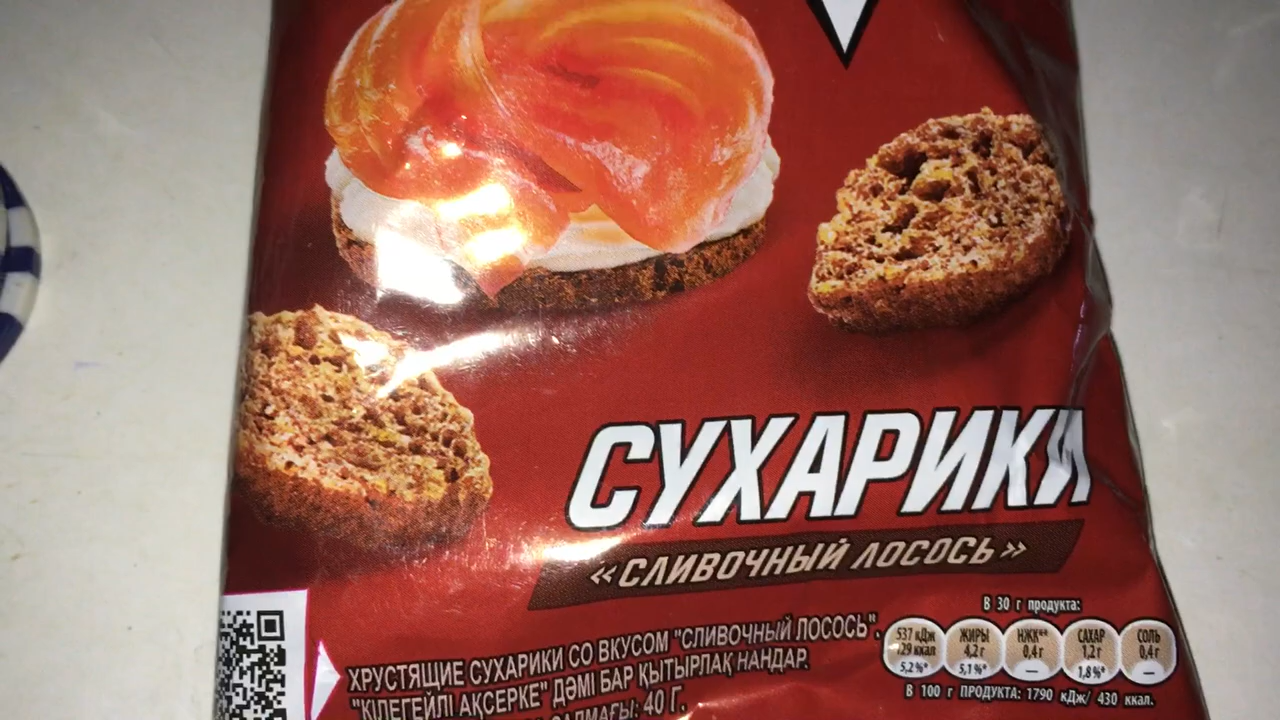 СУХАРИКИ
«СЛИВОЧНЫЙ ЛОСОСЬ»
В 30 г продукта:
537 кДж
129 ккал
5,2%*
ЖИРЫ
4,2 г
5,1%*
НЖК**
0,4 г
—
САХАР
1,2 г
1,8%*
СОЛЬ
0,4 г
—
В 100 г ПРОДУКТА: 1790 кДж/ 430 ккал.
ХРУСТЯЩИЕ СУХАРИКИ СО ВКУСОМ "СЛИВОЧНЫЙ ЛОСОСЬ".
"КІЛЕГЕЙЛІ АҚСЕРКЕ" ДӘМІ БАР ҚЫТЫРЛАҚ НАНДАР.
САЛМАҒЫ: 40 Г.